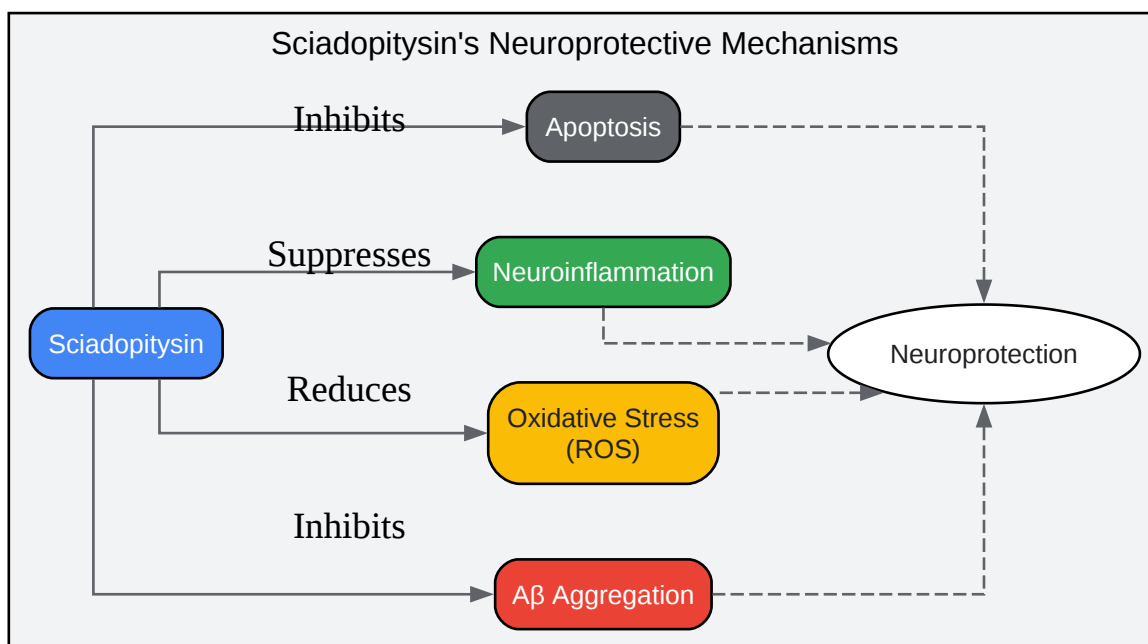 Sciadopitysin's Neuroprotective Mechanisms
Inhibits
Apoptosis
Suppresses
Neuroinflammation
Sciadopitysin
Neuroprotection
Reduces
Oxidative Stress
(ROS)
Inhibits
Aβ Aggregation